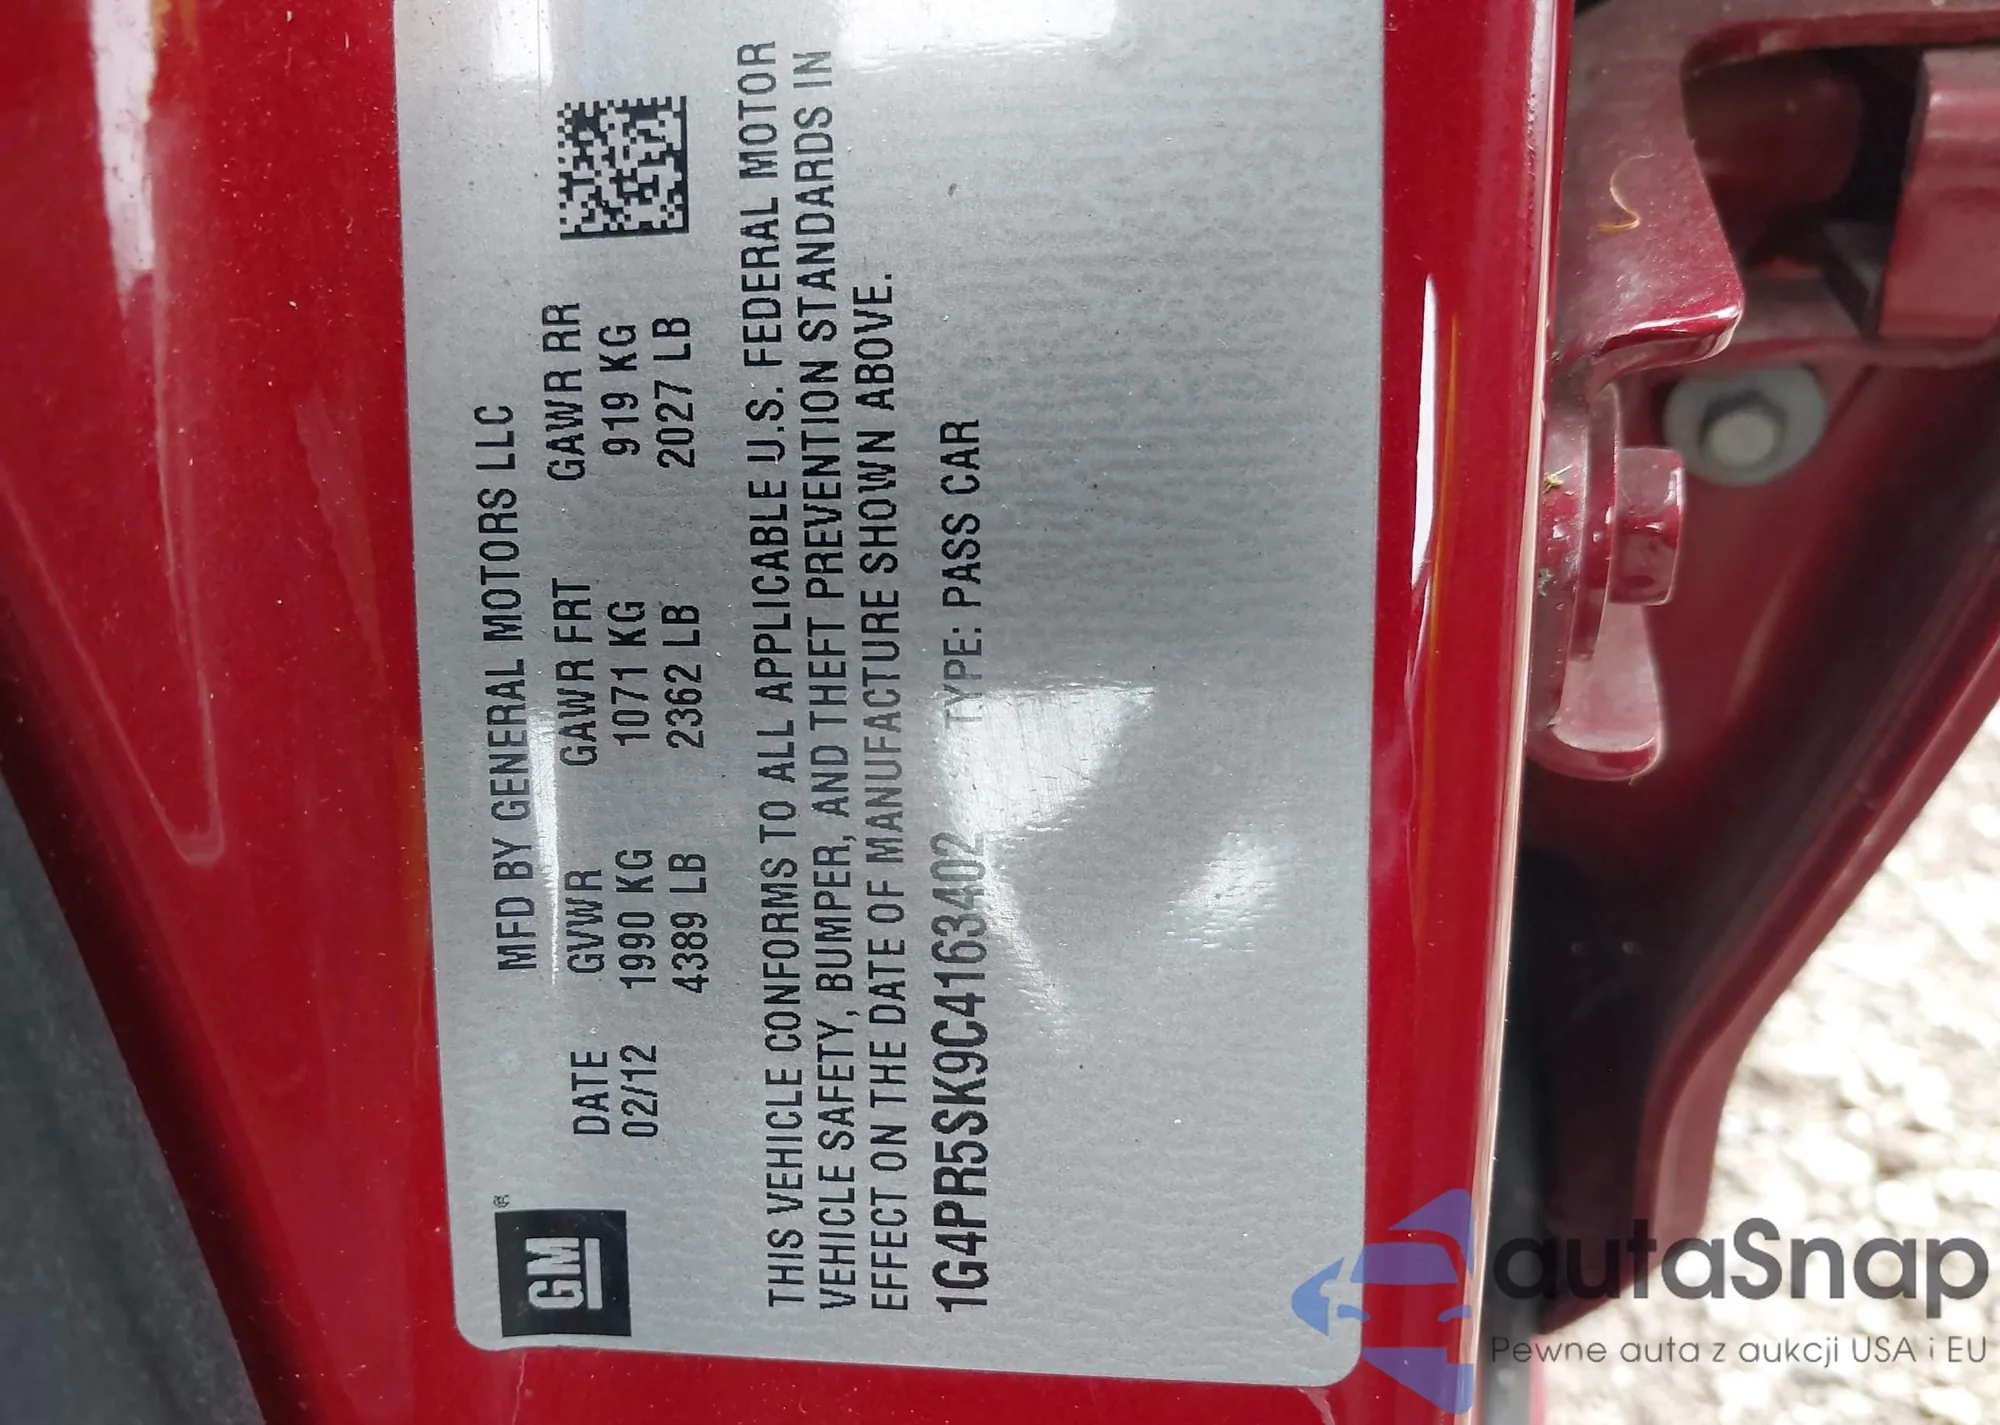 GM®
MFD BY GENERAL MOTORS LLC
DATE GVWR GAWR FRT GAWR RR
02/12 1990 KG 1071 KG 919 KG
4389 LB 2362 LB 2027 LB
THIS VEHICLE CONFORMS TO ALL APPLICABLE U.S. FEDERAL MOTOR
VEHICLE SAFETY, BUMPER, AND THEFT PREVENTION STANDARDS IN
EFFECT ON THE DATE OF MANUFACTURE SHOWN ABOVE.
1G4PR5SK9C4163402 TYPE: PASS CAR
autaSnap
Pewne auta z aukcji USA i EU